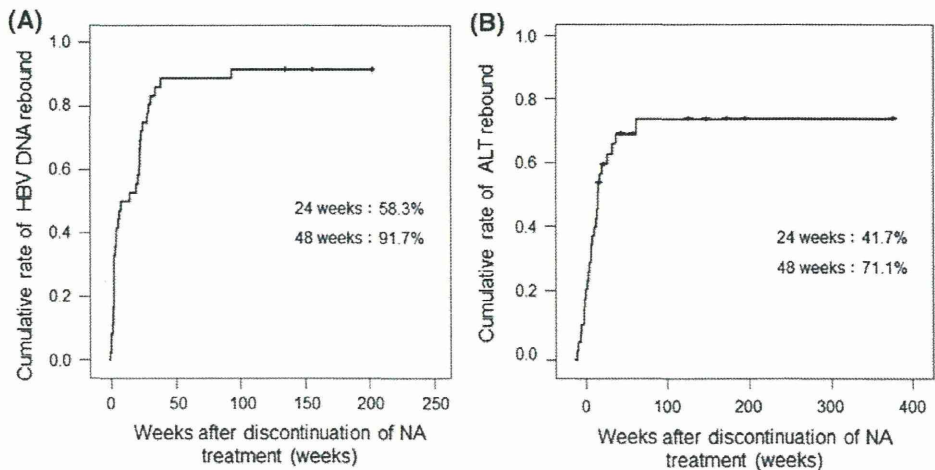 (A)
Cumulative rate of HBV DNA rebound
1.0
0.8
0.6
0.4
0.2
0.0
24 weeks : 58.3%
48 weeks : 91.7%
0 50 100 150 200 250
Weeks after discontinuation of NA
treatment (weeks)
(B)
Cumulative rate of ALT rebound
1.0
0.8
0.6
0.4
0.2
0.0
24 weeks : 41.7%
48 weeks : 71.1%
0 100 200 300 400
Weeks after discontinuation of NA
treatment (weeks)